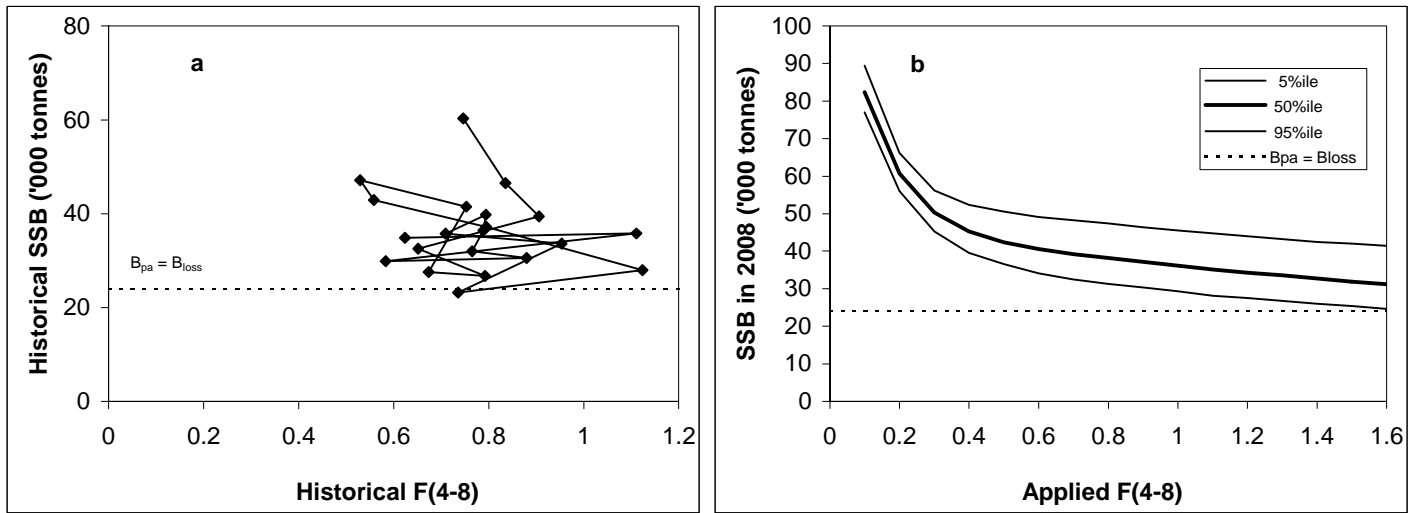 a
Historical SSB ('000 tonnes)
80
60
40
20
0
Bpa = Bloss
0 0.2 0.4 0.6 0.8 1 1.2
Historical F(4-8)
b
SSB in 2008 ('000 tonnes)
100
90
80
70
60
50
40
30
20
10
0
5%ile
50%ile
95%ile
Bpa = Bloss
0 0.2 0.4 0.6 0.8 1.0 1.2 1.4 1.6
Applied F(4-8)